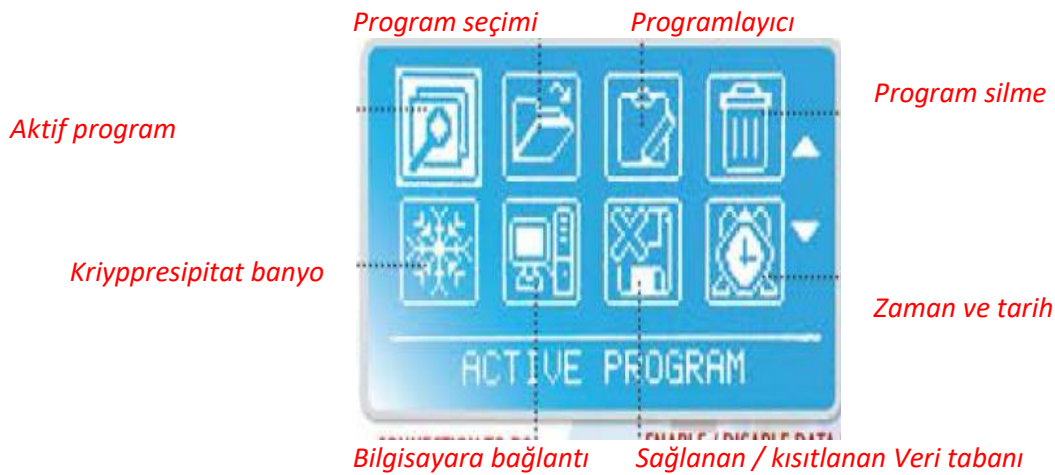 Program seçimi
Programlayıcı
Program silme
Aktif program
Kriyppresipitat banyo
Zaman ve tarih
ACTIVE PROGRAM
Bilgisayara bağlantı
Sağlanan / kısıtlanan Veri tabanı